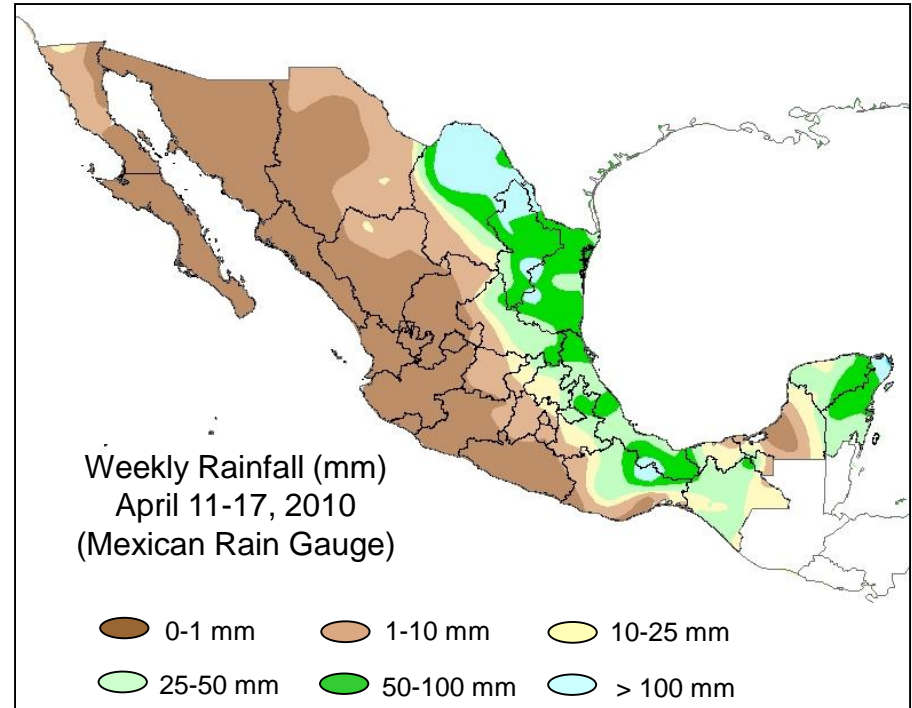 Weekly Rainfall (mm)
April 11-17, 2010
(Mexican Rain Gauge)
0-1 mm
1-10 mm
10-25 mm
25-50 mm
50-100 mm
> 100 mm